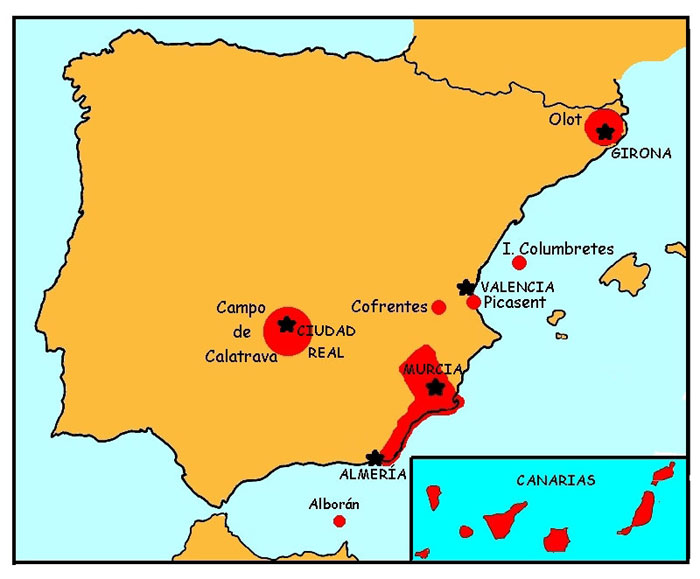 Olot
GIRONA
I. Columbretes
VALENCIA
Picasent
Cofrentes
Campo
de
Calatrava
CIUDAD
REAL
MURCIA
ALMERÍA
Alborán
CANARIAS